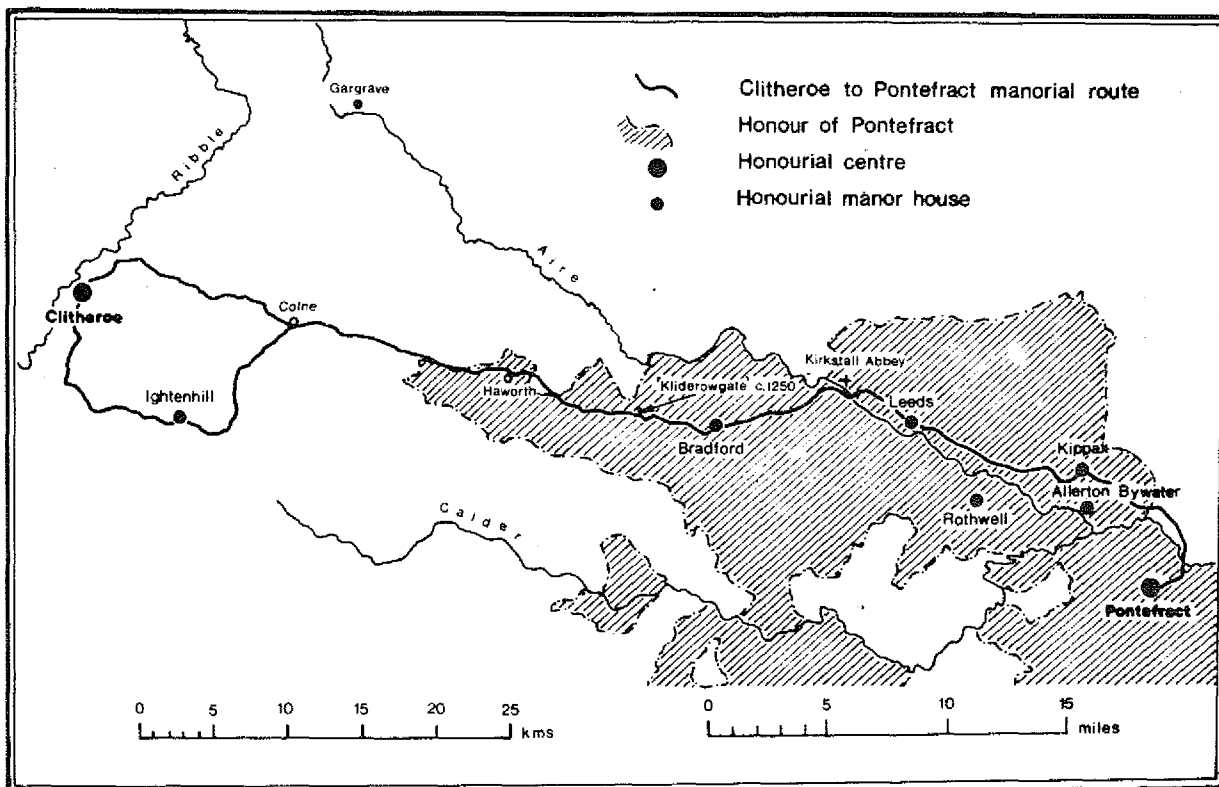 Gargrave
Ribble
Aire
Clitheroe to Pontefract manorial route
Honour of Pontefract
Honourial centre
Honourial manor house
Clitheroe
Colne
Ightenhill
Haworth
Kliderowgate c.1250
Kirkstall Abbey
Leeds
Bradford
Kippax
Allerton Bywater
Rothwell
Calder
Pontefract
0 5 10 15 20 25
kms
0 5 10 15
miles